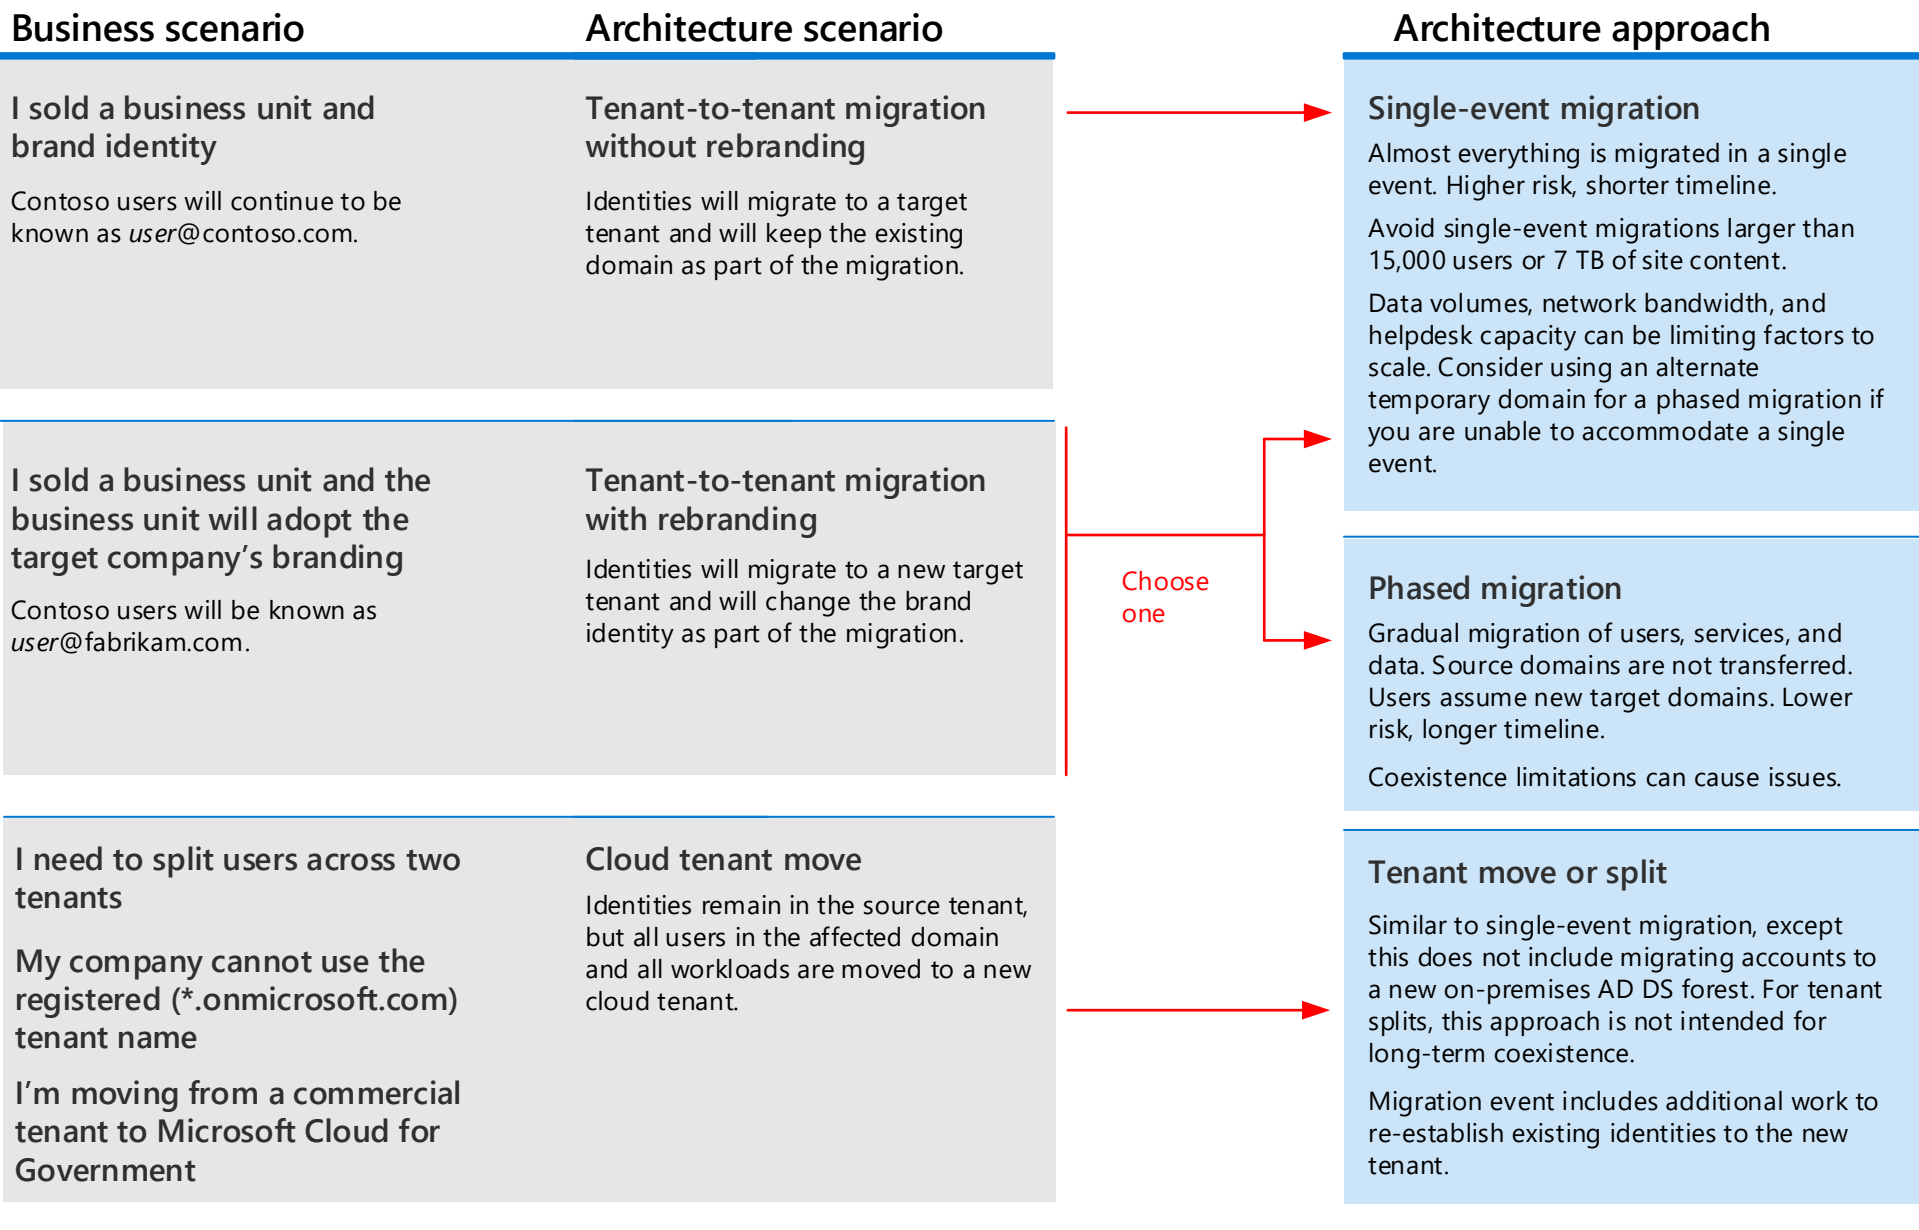 Business scenario
Architecture scenario
Architecture approach
I sold a business unit and
brand identity
Contoso users will continue to be
known as user@contoso.com.
Tenant-to-tenant migration
without rebranding
Identities will migrate to a target
tenant and will keep the existing
domain as part of the migration.
Single-event migration
Almost everything is migrated in a single
event. Higher risk, shorter timeline.
Avoid single-event migrations larger than
15,000 users or 7 TB of site content.
Data volumes, network bandwidth, and
helpdesk capacity can be limiting factors to
scale. Consider using an alternate
temporary domain for a phased migration if
you are unable to accommodate a single
event.
I sold a business unit and the
business unit will adopt the
target company’s branding
Contoso users will be known as
user@fabrikam.com.
Tenant-to-tenant migration
with rebranding
Identities will migrate to a new target
tenant and will change the brand
identity as part of the migration.
Choose
one
Phased migration
Gradual migration of users, services, and
data. Source domains are not transferred.
Users assume new target domains. Lower
risk, longer timeline.
Coexistence limitations can cause issues.
I need to split users across two
tenants
My company cannot use the
registered (*.onmicrosoft.com)
tenant name
I’m moving from a commercial
tenant to Microsoft Cloud for
Government
Cloud tenant move
Identities remain in the source tenant,
but all users in the affected domain
and all workloads are moved to a new
cloud tenant.
Tenant move or split
Similar to single-event migration, except
this does not include migrating accounts to
a new on-premises AD DS forest. For tenant
splits, this approach is not intended for
long-term coexistence.
Migration event includes additional work to
re-establish existing identities to the new
tenant.